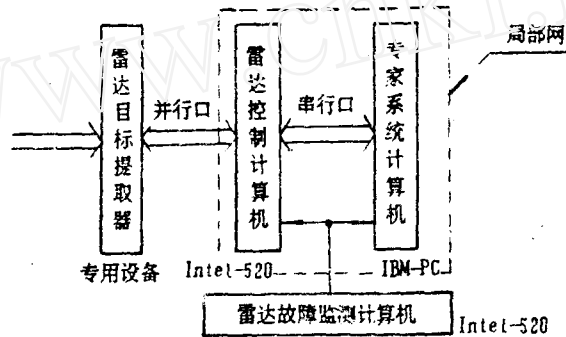 局部网
雷达目标提取器
并行口
雷达控制计算机
串行口
专家系统计算机
专用设备
Intel-520
IBM-PC
雷达故障监测计算机
Intel-520